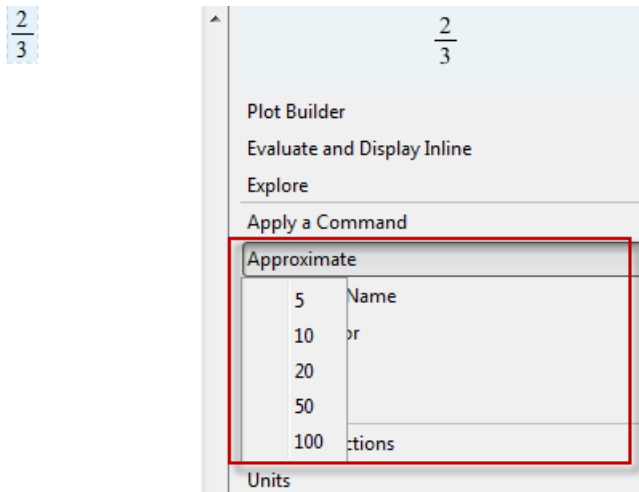 2
3
2
3
Plot Builder
Evaluate and Display Inline
Explore
Apply a Command
Approximate
5
Name
10
20
50
100
Units